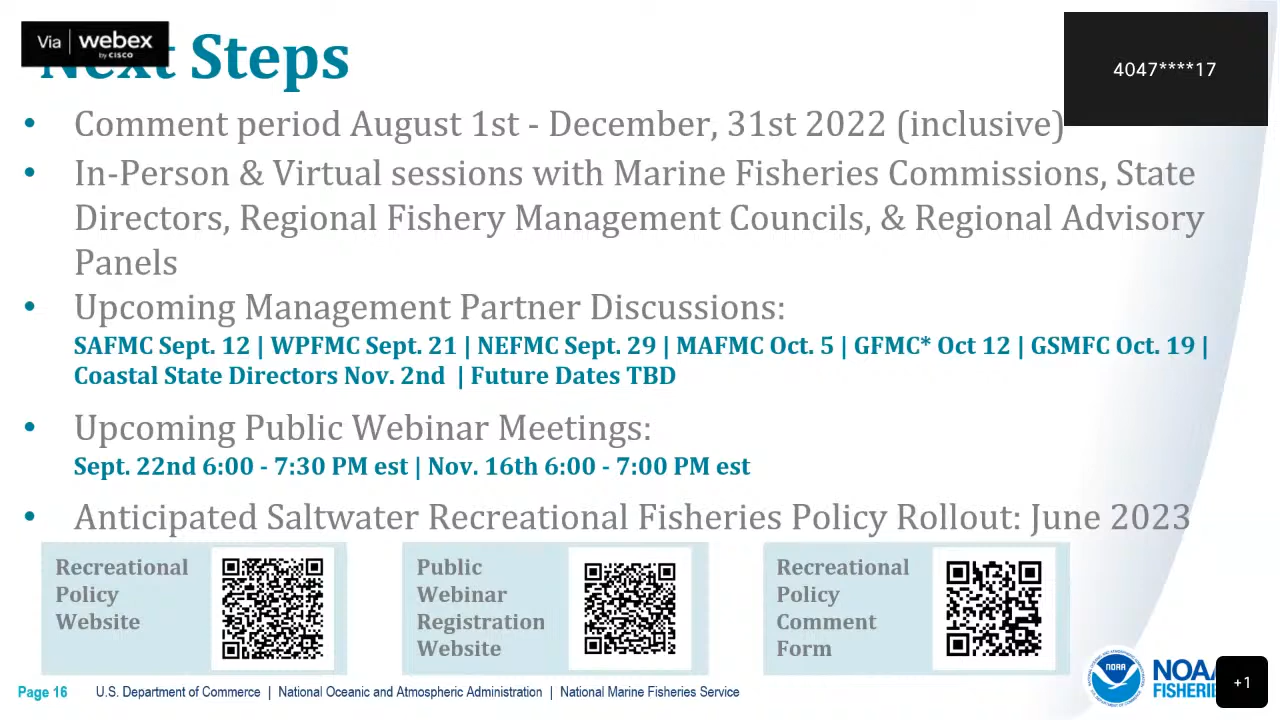 Via webex
by CISCO
Next Steps
4047****17
• Comment period August 1st - December, 31st 2022 (inclusive)
• In-Person & Virtual sessions with Marine Fisheries Commissions, State
Directors, Regional Fishery Management Councils, & Regional Advisory
Panels
• Upcoming Management Partner Discussions:
SAFMC Sept. 12 | WPFMC Sept. 21 | NEFMC Sept. 29 | MAFMC Oct. 5 | GFMC* Oct 12 | GSMFC Oct. 19 |
Coastal State Directors Nov. 2nd | Future Dates TBD
• Upcoming Public Webinar Meetings:
Sept. 22nd 6:00 - 7:30 PM est | Nov. 16th 6:00 - 7:00 PM est
• Anticipated Saltwater Recreational Fisheries Policy Rollout: June 2023
Recreational
Policy
Website
Public
Webinar
Registration
Website
Recreational
Policy
Comment
Form
Page 16 U.S. Department of Commerce | National Oceanic and Atmospheric Administration | National Marine Fisheries Service
NOAA
NOAA
FISHERIE
+1